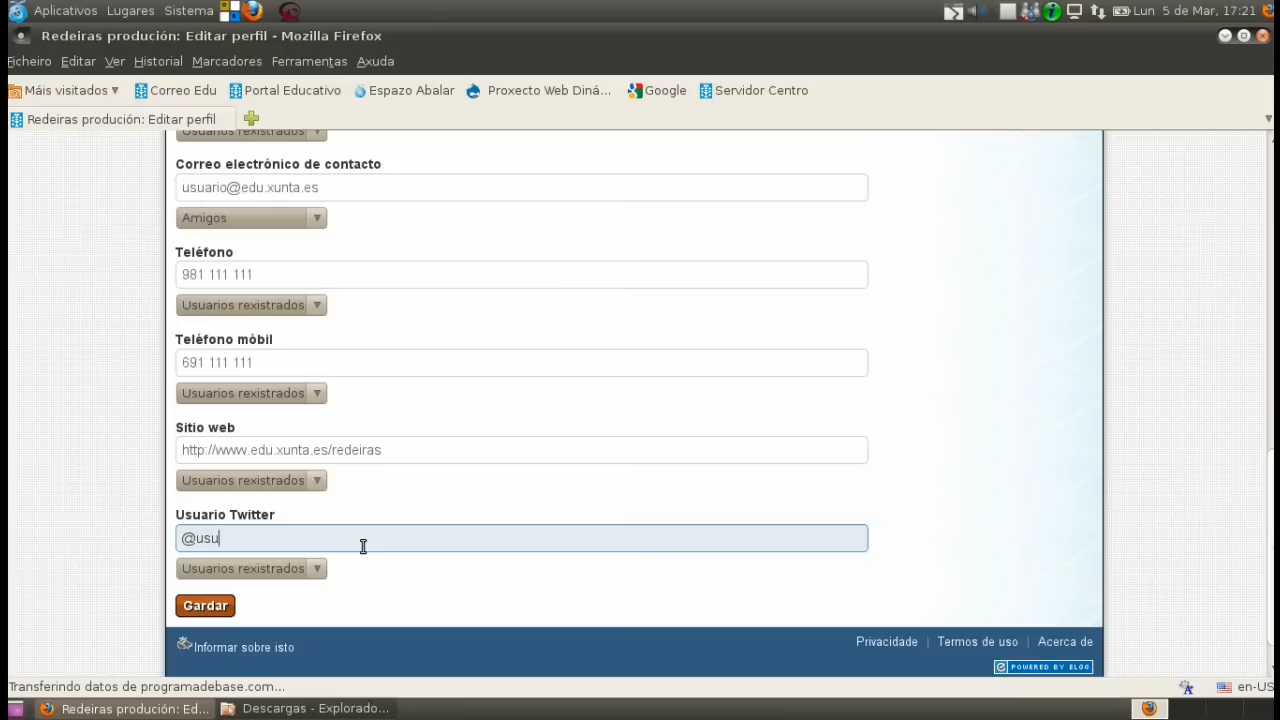 Aplicativos Lugares Sistema Lun 5 de Mar, 17:21
Redeiras produción: Editar perfil - Mozilla Firefox
Ficheiro Editar Ver Historial Marcadores Ferramentas Axuda
Máis visitados Correo Edu Portal Educativo Espazo Abalar Proxecto Web Diná... Google Servidor Centro
Redeiras produción: Editar perfil
Usuarios rexistrados
Correo electrónico de contacto
usuario@edu.xunta.es
Amigos
Teléfono
981 111 111
Usuarios rexistrados
Teléfono móbil
691 111 111
Usuarios rexistrados
Sitio web
http://www.edu.xunta.es/redeiras
Usuarios rexistrados
Usuario Twitter
@usu
Usuarios rexistrados
Gardar
Informar sobre isto Privacidade | Termos de uso | Acerca de
POWERED BY ELGG
Transferindo datos de programadebase.com... en-US
Redeiras produción: Ed... Descargas - Explorado...